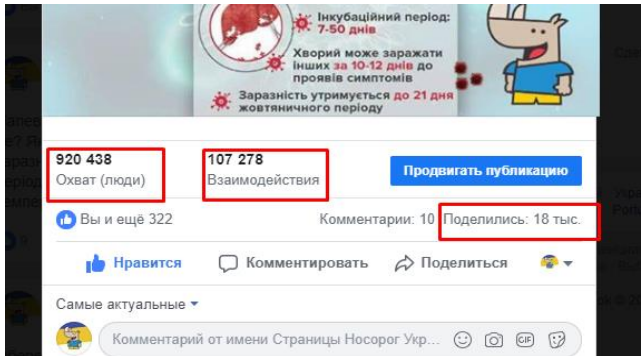 Інкубаційний період:
7-50 днів
Хворий може заражати
інших за 10-12 днів до
проявів симптомів
Заразність утримується до 21 дня
жовтяничного періоду
920 438
Охват (люди)
107 278
Взаимодействия
Продвигать публикацию
Вы и ещё 322
Комментарии: 10 Поделились: 18 тыс.
Нравится Комментировать Поделиться
Самые актуальные
Комментарий от имени Страницы Носорог Укр...
GIF